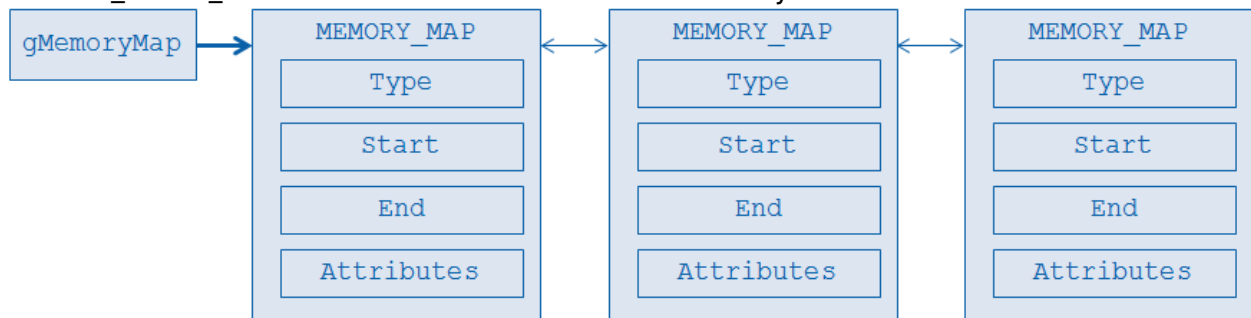 gMemoryMap
MEMORY_MAP
Type
Start
End
Attributes
MEMORY_MAP
Type
Start
End
Attributes
MEMORY_MAP
Type
Start
End
Attributes